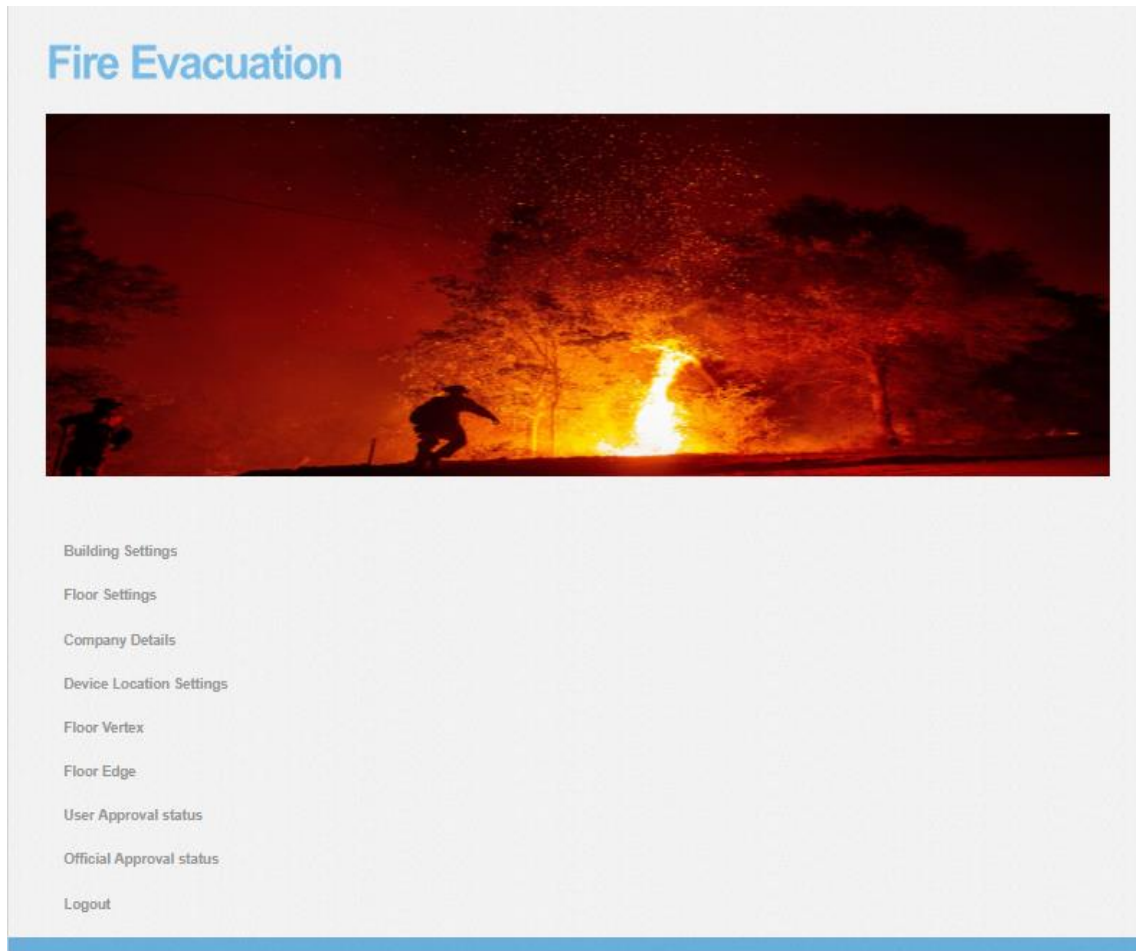 Fire Evacuation
Building Settings
Floor Settings
Company Details
Device Location Settings
Floor Vertex
Floor Edge
User Approval status
Official Approval status
Logout